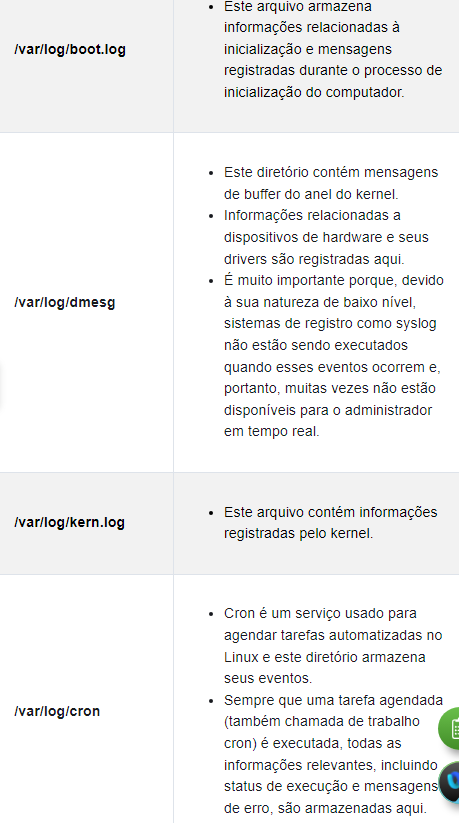 Este arquivo armazena
informações relacionadas à
inicialização e mensagens
/var/log/boot.log
registradas durante o processo de
inicialização do computador.
Este diretório contém mensagens
de buffer do anel do kernel.
Informações relacionadas a
dispositivos de hardware e seus
drivers são registradas aqui.
É muito importante porque, devido
/var/log/dmesg
à sua natureza de baixo nível,
sistemas de registro como syslog
não estão sendo executados
quando esses eventos ocorrem e,
portanto, muitas vezes não estão
disponíveis para o administrador
em tempo real.
/var/log/kern.log
Este arquivo contém informações
registradas pelo kernel.
Cron é um serviço usado para
agendar tarefas automatizadas no
Linux e este diretório armazena
seus eventos.
/var/log/cron
Sempre que uma tarefa agendada
(também chamada de trabalho
cron) é executada, todas as
informações relevantes, incluindo
status de execução e mensagens
de erro, são armazenadas aqui.